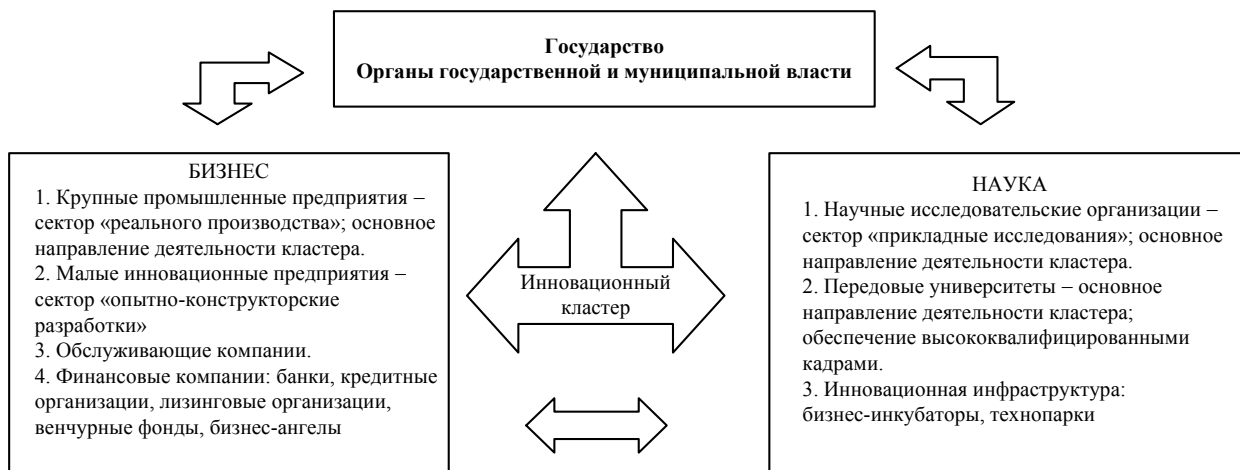 Государство
Органы государственной и муниципальной власти
БИЗНЕС
1. Крупные промышленные предприятия –
сектор «реального производства»; основное
направление деятельности кластера.
2. Малые инновационные предприятия –
сектор «опытно-конструкторские
разработки»
3. Обслуживающие компании.
4. Финансовые компании: банки, кредитные
организации, лизинговые организации,
венчурные фонды, бизнес-ангелы
Инновационный
кластер
НАУКА
1. Научные исследовательские организации –
сектор «прикладные исследования»; основное
направление деятельности кластера.
2. Передовые университеты – основное
направление деятельности кластера;
обеспечение высококвалифицированными
кадрами.
3. Инновационная инфраструктура:
бизнес-инкубаторы, технопарки